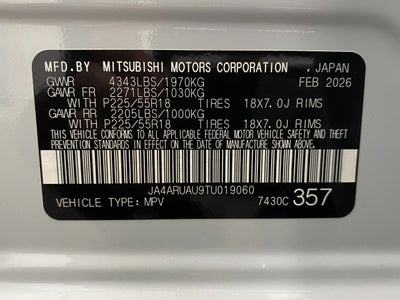 MFD.BY MITSUBISHI MOTORS CORPORATION , JAPAN
GVWR 4343LBS/1970KG FEB 2026
GAWR FR 2271LBS/1030KG
WITH P225/55R18 TIRES 18X7.0J RIMS
GAWR RR 2205LBS/1000KG
WITH P225/55R18 TIRES 18X7.0J RIMS
THIS VEHICLE CONFORMS TO ALL APPLICABLE FEDERAL MOTOR VEHICLE SAFETY, BUMPER, AND THEFT
PREVENTION STANDARDS IN EFFECT ON THE DATE OF MANUFACTURE SHOWN ABOVE.
JA4ARUAU9TU019060
VEHICLE TYPE: MPV 7430C 357